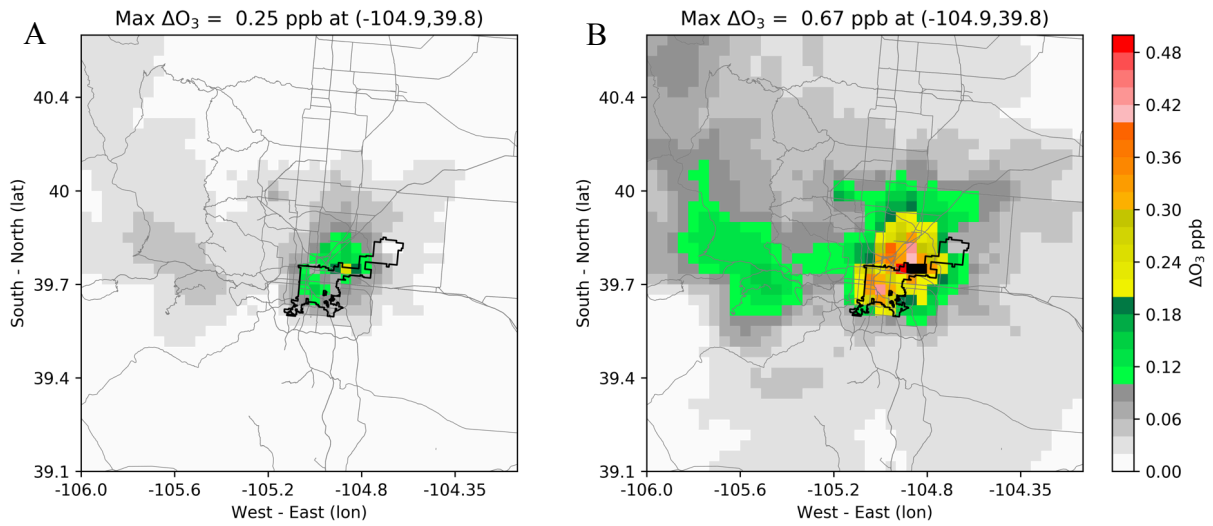 A
Max ΔO₃ = 0.25 ppb at (-104.9,39.8)
40.4
40
39.7
39.4
39.1
South - North (lat)
-106.0 -105.6 -105.2 -104.8 -104.35
West - East (lon)
B
Max ΔO₃ = 0.67 ppb at (-104.9,39.8)
40.4
40
39.7
39.4
39.1
South - North (lat)
-106.0 -105.6 -105.2 -104.8 -104.35
West - East (lon)
0.48
0.42
0.36
0.30
0.24
0.18
0.12
0.06
0.00
ΔO₃ ppb